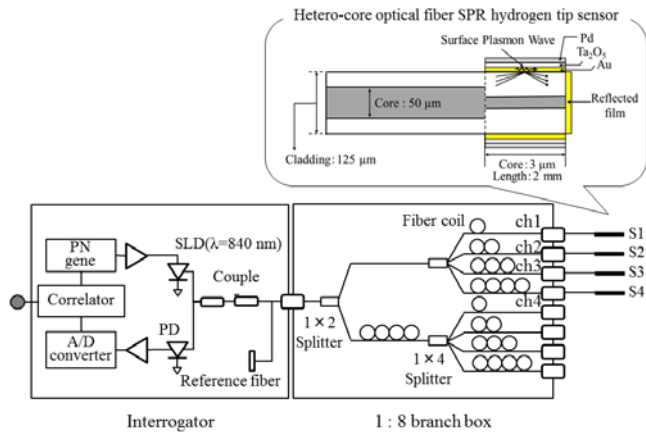 Hetero-core optical fiber SPR hydrogen tip sensor
Surface Plasmon Wave
Pd
Ta2O5
Au
Core : 50 μm
Reflected
film
Cladding : 125 μm
Core : 3 μm
Length: 2 mm
PN
gene
SLD(λ=840 nm)
Couple
Correlator
PD
A/D
converter
Reference fiber
Fiber coil
ch1
ch2
ch3
ch4
S1
S2
S3
S4
1 × 2
Splitter
1 × 4
Splitter
Interrogator
1 : 8 branch box